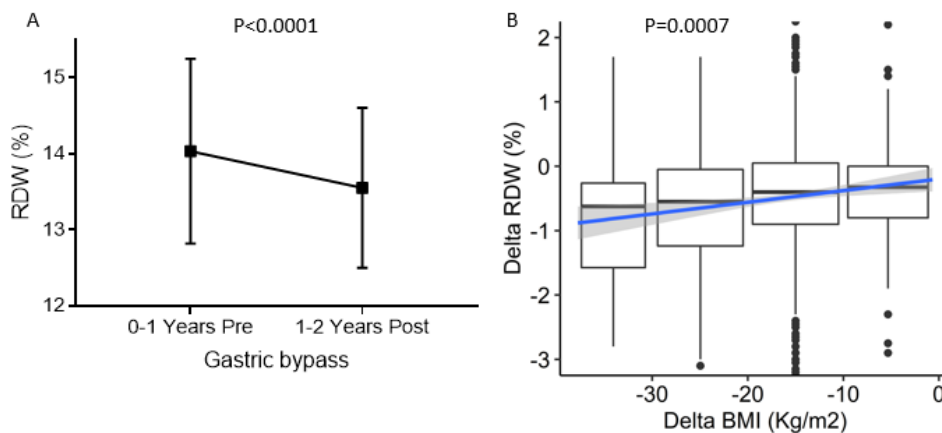 A
P<0.0001
RDW (%)
15
14
13
12
0-1 Years Pre
1-2 Years Post
Gastric bypass
B
P=0.0007
Delta RDW (%)
2
1
0
-1
-2
-3
-30
-20
-10
0
Delta BMI (Kg/m2)